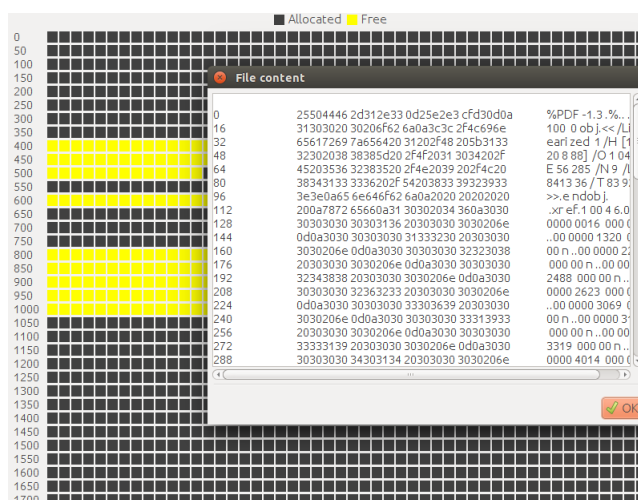 Allocated Free
0
50
100
150
200
250
300
350
400
450
500
550
600
650
700
750
800
850
900
950
1000
1050
1100
1150
1200
1250
1300
1350
1400
1450
1500
1550
1600
1650
1700
File content
0 25504446 2d312e33 0d25e2e3 cfd30d0a %PDF -1.3 .%.. .
16 31303020 30206f62 6a0a3c3c 2f4c696e 100 0 obj.<< /Li
32 65617269 7a656420 31202f48 205b3133 earized 1 /H [1
48 32302038 38385d20 2f4f2031 3034202f 20 8 88] /O 1 04
64 45203536 32383520 2f4e2039 202f4c20 E 56 285 /N 9 /L
80 38343133 3336202f 54203833 39323933 8413 36 / T 83 9
96 3e3e0a65 6e646f62 6a0a2020 20202020 >>.e ndob j.
112 200a7872 65660a31 30302034 360a3030 .xr ef.1 00 4 6.0
128 30303030 30303136 20303030 3030206e 0000 0016 000 0
144 0d0a3030 30303030 31333230 20303030 ..00 0000 1320 0
160 3030206e 0d0a3030 30303030 32323038 00 n ..00 0000 22
176 20303030 3030206e 0d0a3030 30303030 000 00 n ..00 00
192 32343838 20303030 3030206e 0d0a3030 2488 000 00 n..
208 30303030 32363233 20303030 3030206e 0000 2623 000 0
224 0d0a3030 30303030 33303639 20303030 ..00 0000 3069 0
240 3030206e 0d0a3030 30303030 33313933 00 n ..00 0000 31
256 20303030 3030206e 0d0a3030 30303030 000 00 n ..00 00
272 33333139 20303030 3030206e 0d0a3030 3319 000 00 n..
288 30303030 34303134 20303030 3030206e 0000 4014 000 0
OK